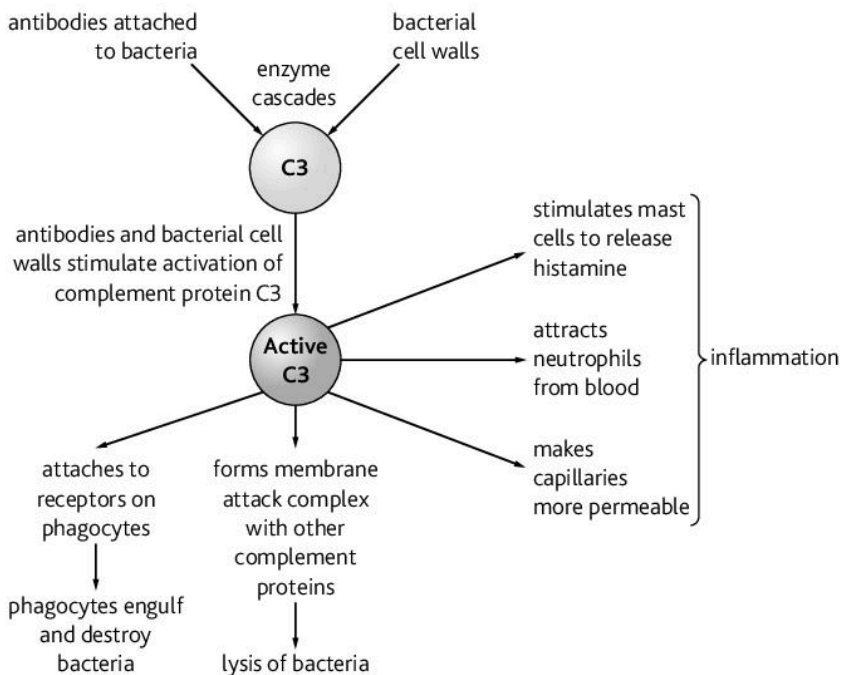 antibodies attached
to bacteria
bacterial
cell walls
enzyme
cascades
C3
antibodies and bacterial cell
walls stimulate activation of
complement protein C3
stimulates mast
cells to release
histamine
Active
C3
attracts
neutrophils
from blood
inflammation
makes
capillaries
more permeable
attaches to
receptors on
phagocytes
forms membrane
attack complex
with other
complement
proteins
phagocytes engulf
and destroy
bacteria
lysis of bacteria